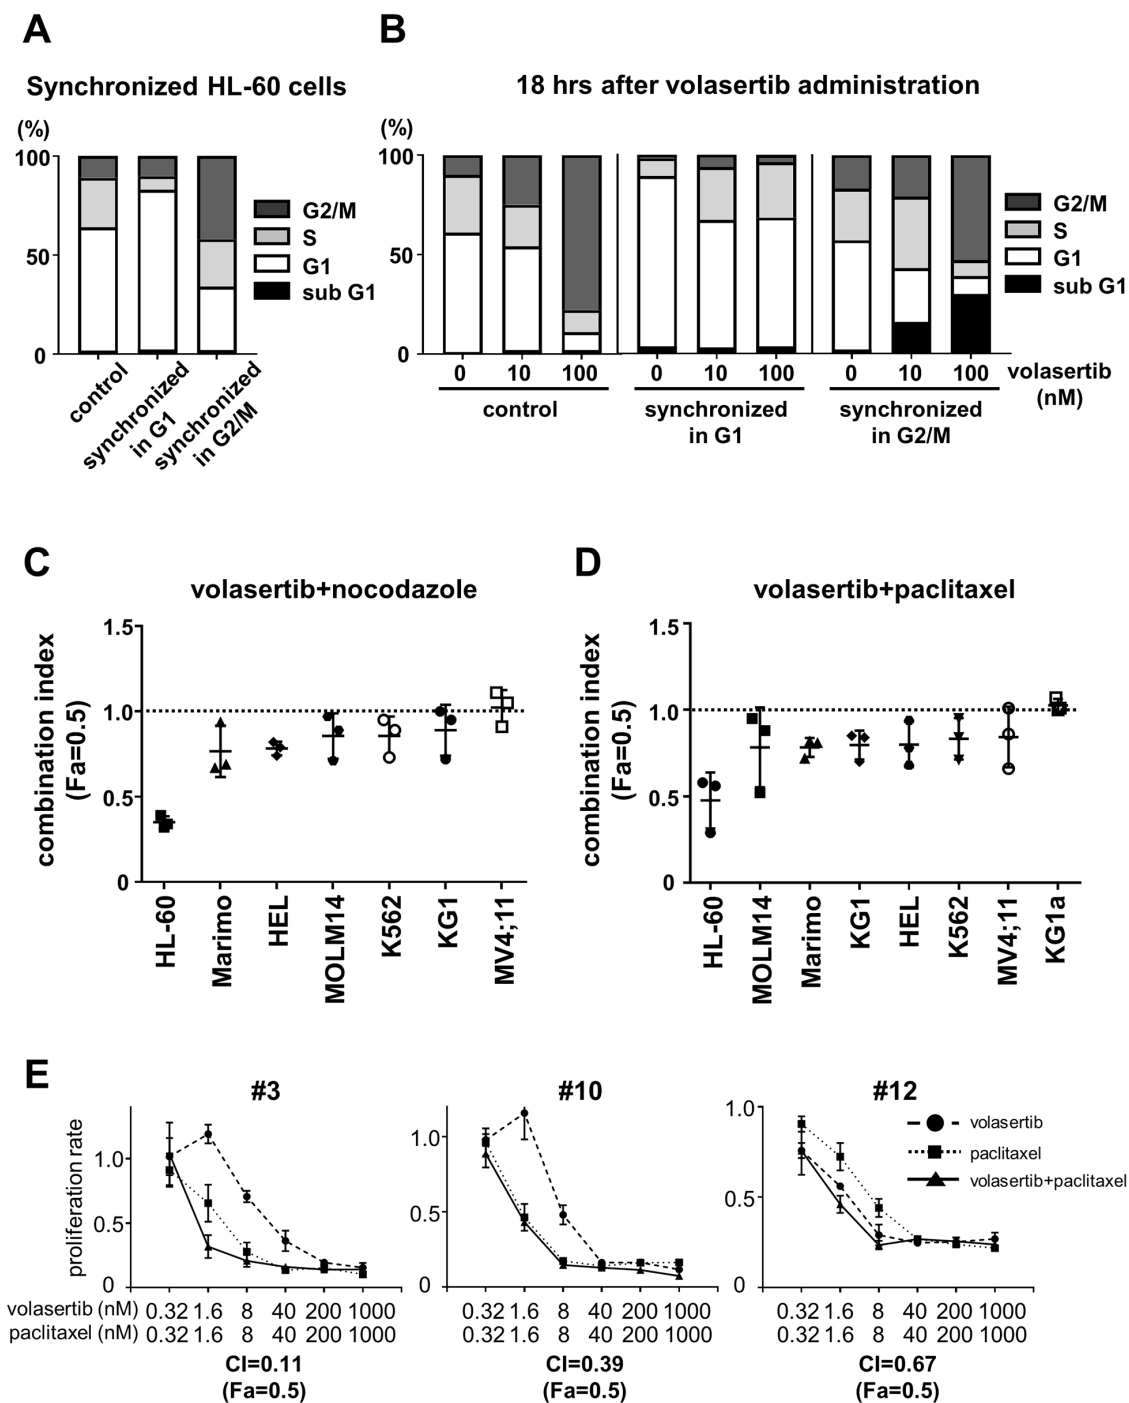 A
Synchronized HL-60 cells
(%)
100
50
0
control
synchronized
in G1
synchronized
in G2/M
G2/M
S
G1
sub G1
B
18 hrs after volasertib administration
(%)
100
50
0
0 10 100 0 10 100 0 10 100
volasertib
(nM)
control
synchronized
in G1
synchronized
in G2/M
G2/M
S
G1
sub G1
C
volasertib+nocodazole
combination index
(Fa=0.5)
1.5
1.0
0.5
0
HL-60
Marimo
HEL
MOLM14
K562
KG1
MV4;11
D
volasertib+paclitaxel
combination index
(Fa=0.5)
1.5
1.0
0.5
0
HL-60
MOLM14
Marimo
KG1
HEL
K562
MV4;11
KG1a
E
#3
proliferation rate
1.0
0.5
0
#10
1.0
0.5
0
#12
1.0
0.5
0
volasertib
paclitaxel
volasertib+paclitaxel
volasertib (nM) 0.32 1.6 8 40 200 1000 0.32 1.6 8 40 200 1000 0.32 1.6 8 40 200 1000
paclitaxel (nM) 0.32 1.6 8 40 200 1000 0.32 1.6 8 40 200 1000 0.32 1.6 8 40 200 1000
CI=0.11
(Fa=0.5)
CI=0.39
(Fa=0.5)
CI=0.67
(Fa=0.5)